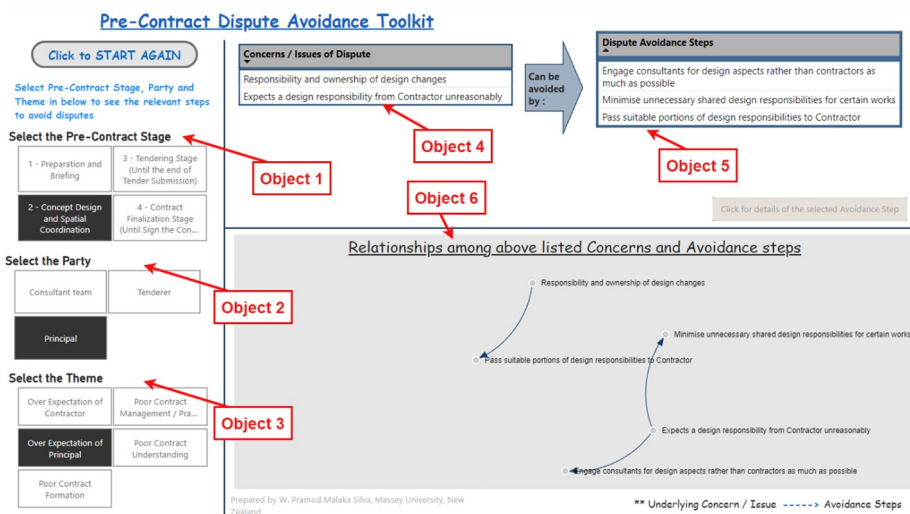 Pre-Contract Dispute Avoidance Toolkit
Click to START AGAIN
Select Pre-Contract Stage, Party and
Theme in below to see the relevant steps
to avoid disputes
Select the Pre-Contract Stage
1 - Preparation and
Briefing
3 - Tendering Stage
(Until the end of
Tender Submission)
2 - Concept Design
and Spatial
Coordination
4 - Contract
Finalization Stage
(Until Sign the Con...
Object 1
Select the Party
Consultant team
Tenderer
Principal
Object 2
Select the Theme
Over Expectation of
Contractor
Poor Contract
Management / Pra...
Over Expectation of
Principal
Poor Contract
Understanding
Poor Contract
Formation
Object 3
Concerns / Issues of Dispute
Responsibility and ownership of design changes
Expects a design responsibility from Contractor unreasonably
Object 4
Can be
avoided
by :
Dispute Avoidance Steps
Engage consultants for design aspects rather than contractors as
much as possible
Minimise unnecessary shared design responsibilities for certain works
Pass suitable portions of design responsibilities to Contractor
Object 5
Click for details of the selected Avoidance Step
Object 6
Relationships among above listed Concerns and Avoidance steps
Responsibility and ownership of design changes
Minimise unnecessary shared design responsibilities for certain works
Pass suitable portions of design responsibilities to Contractor
Expects a design responsibility from Contractor unreasonably
Engage consultants for design aspects rather than contractors as much as possible
Prepared by W. Pramod Malaka Silva, Massey University, New
Zealand
** Underlying Concern / Issue -----> Avoidance Steps